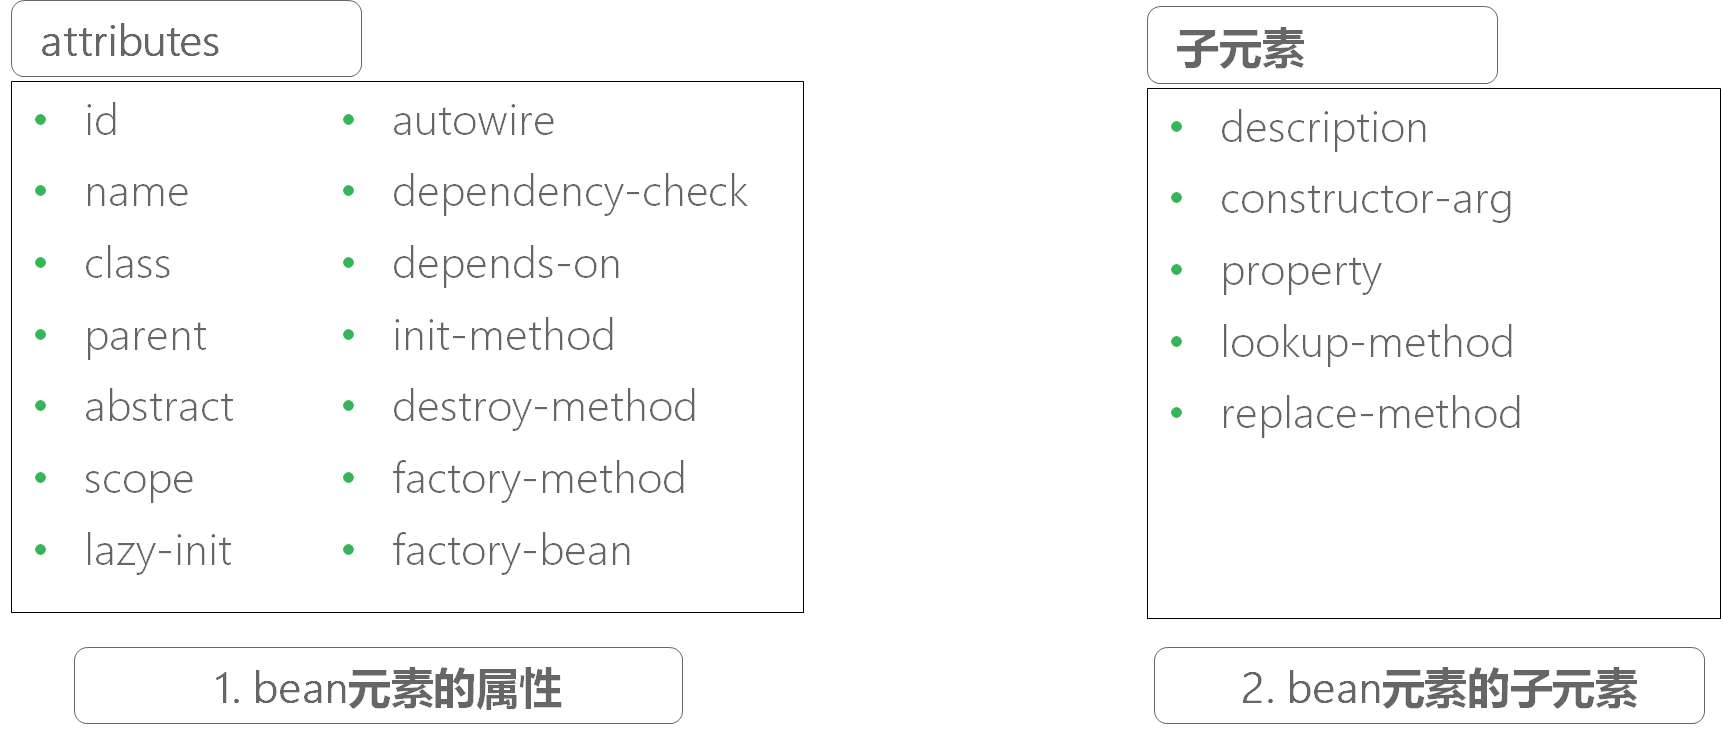 attributes
• id
• name
• class
• parent
• abstract
• scope
• lazy-init
• autowire
• dependency-check
• depends-on
• init-method
• destroy-method
• factory-method
• factory-bean
1. bean元素的属性
子元素
• description
• constructor-arg
• property
• lookup-method
• replace-method
2. bean元素的子元素